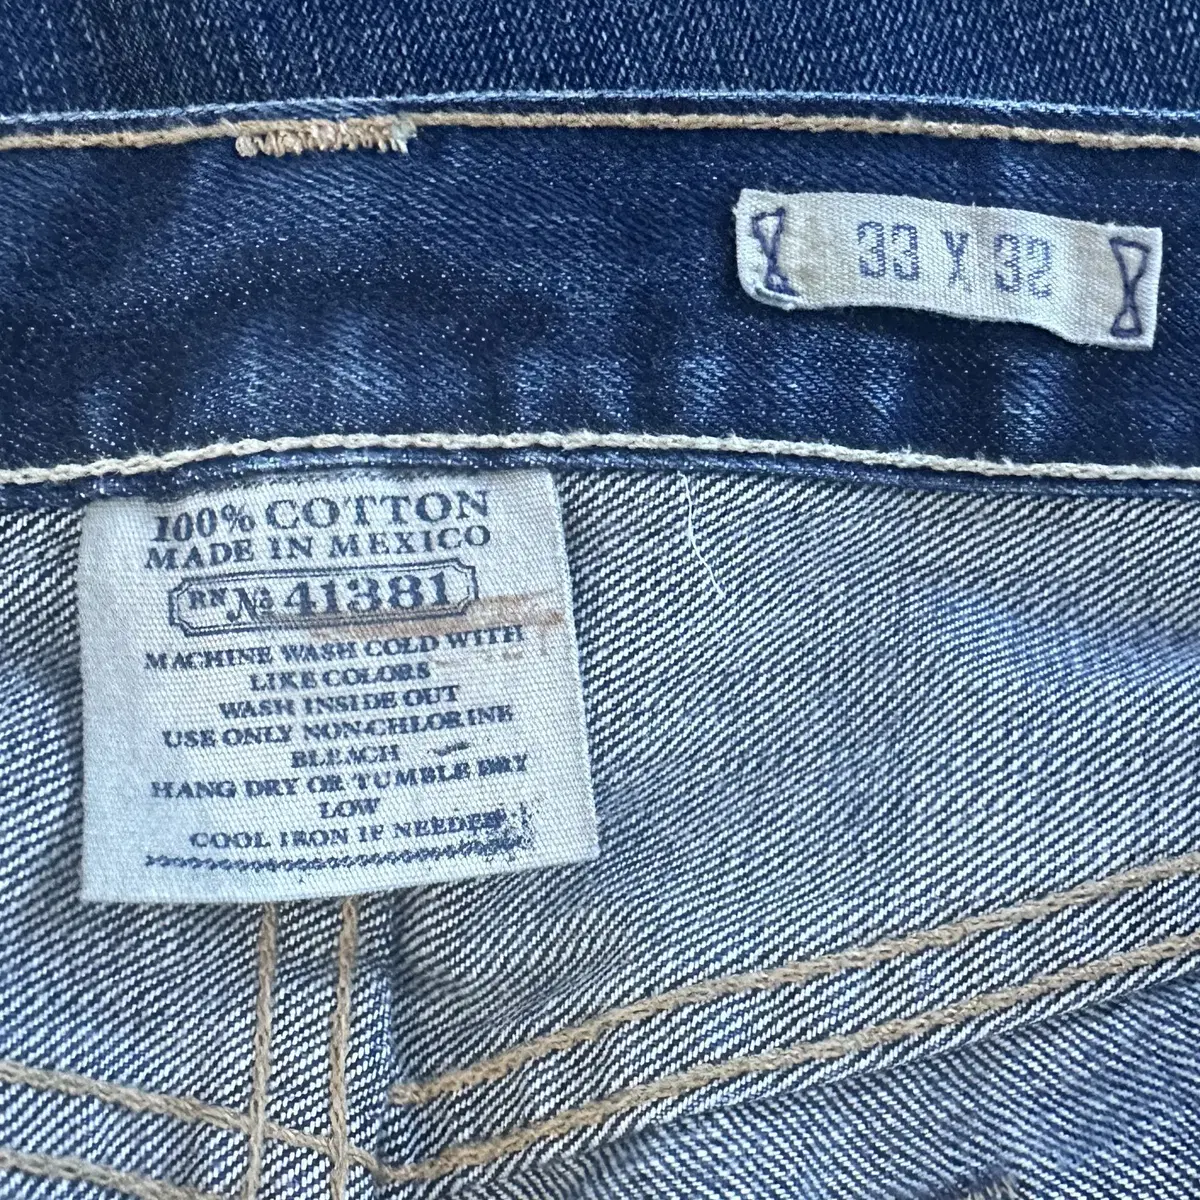 33 X 32
100% COTTON
MADE IN MEXICO
RN No 41381
MACHINE WASH COLD WITH
LIKE COLORS
WASH INSIDE OUT
USE ONLY NON-CHLORINE
BLEACH
HANG DRY OR TUMBLE DRY
LOW
COOL IRON IF NEEDED